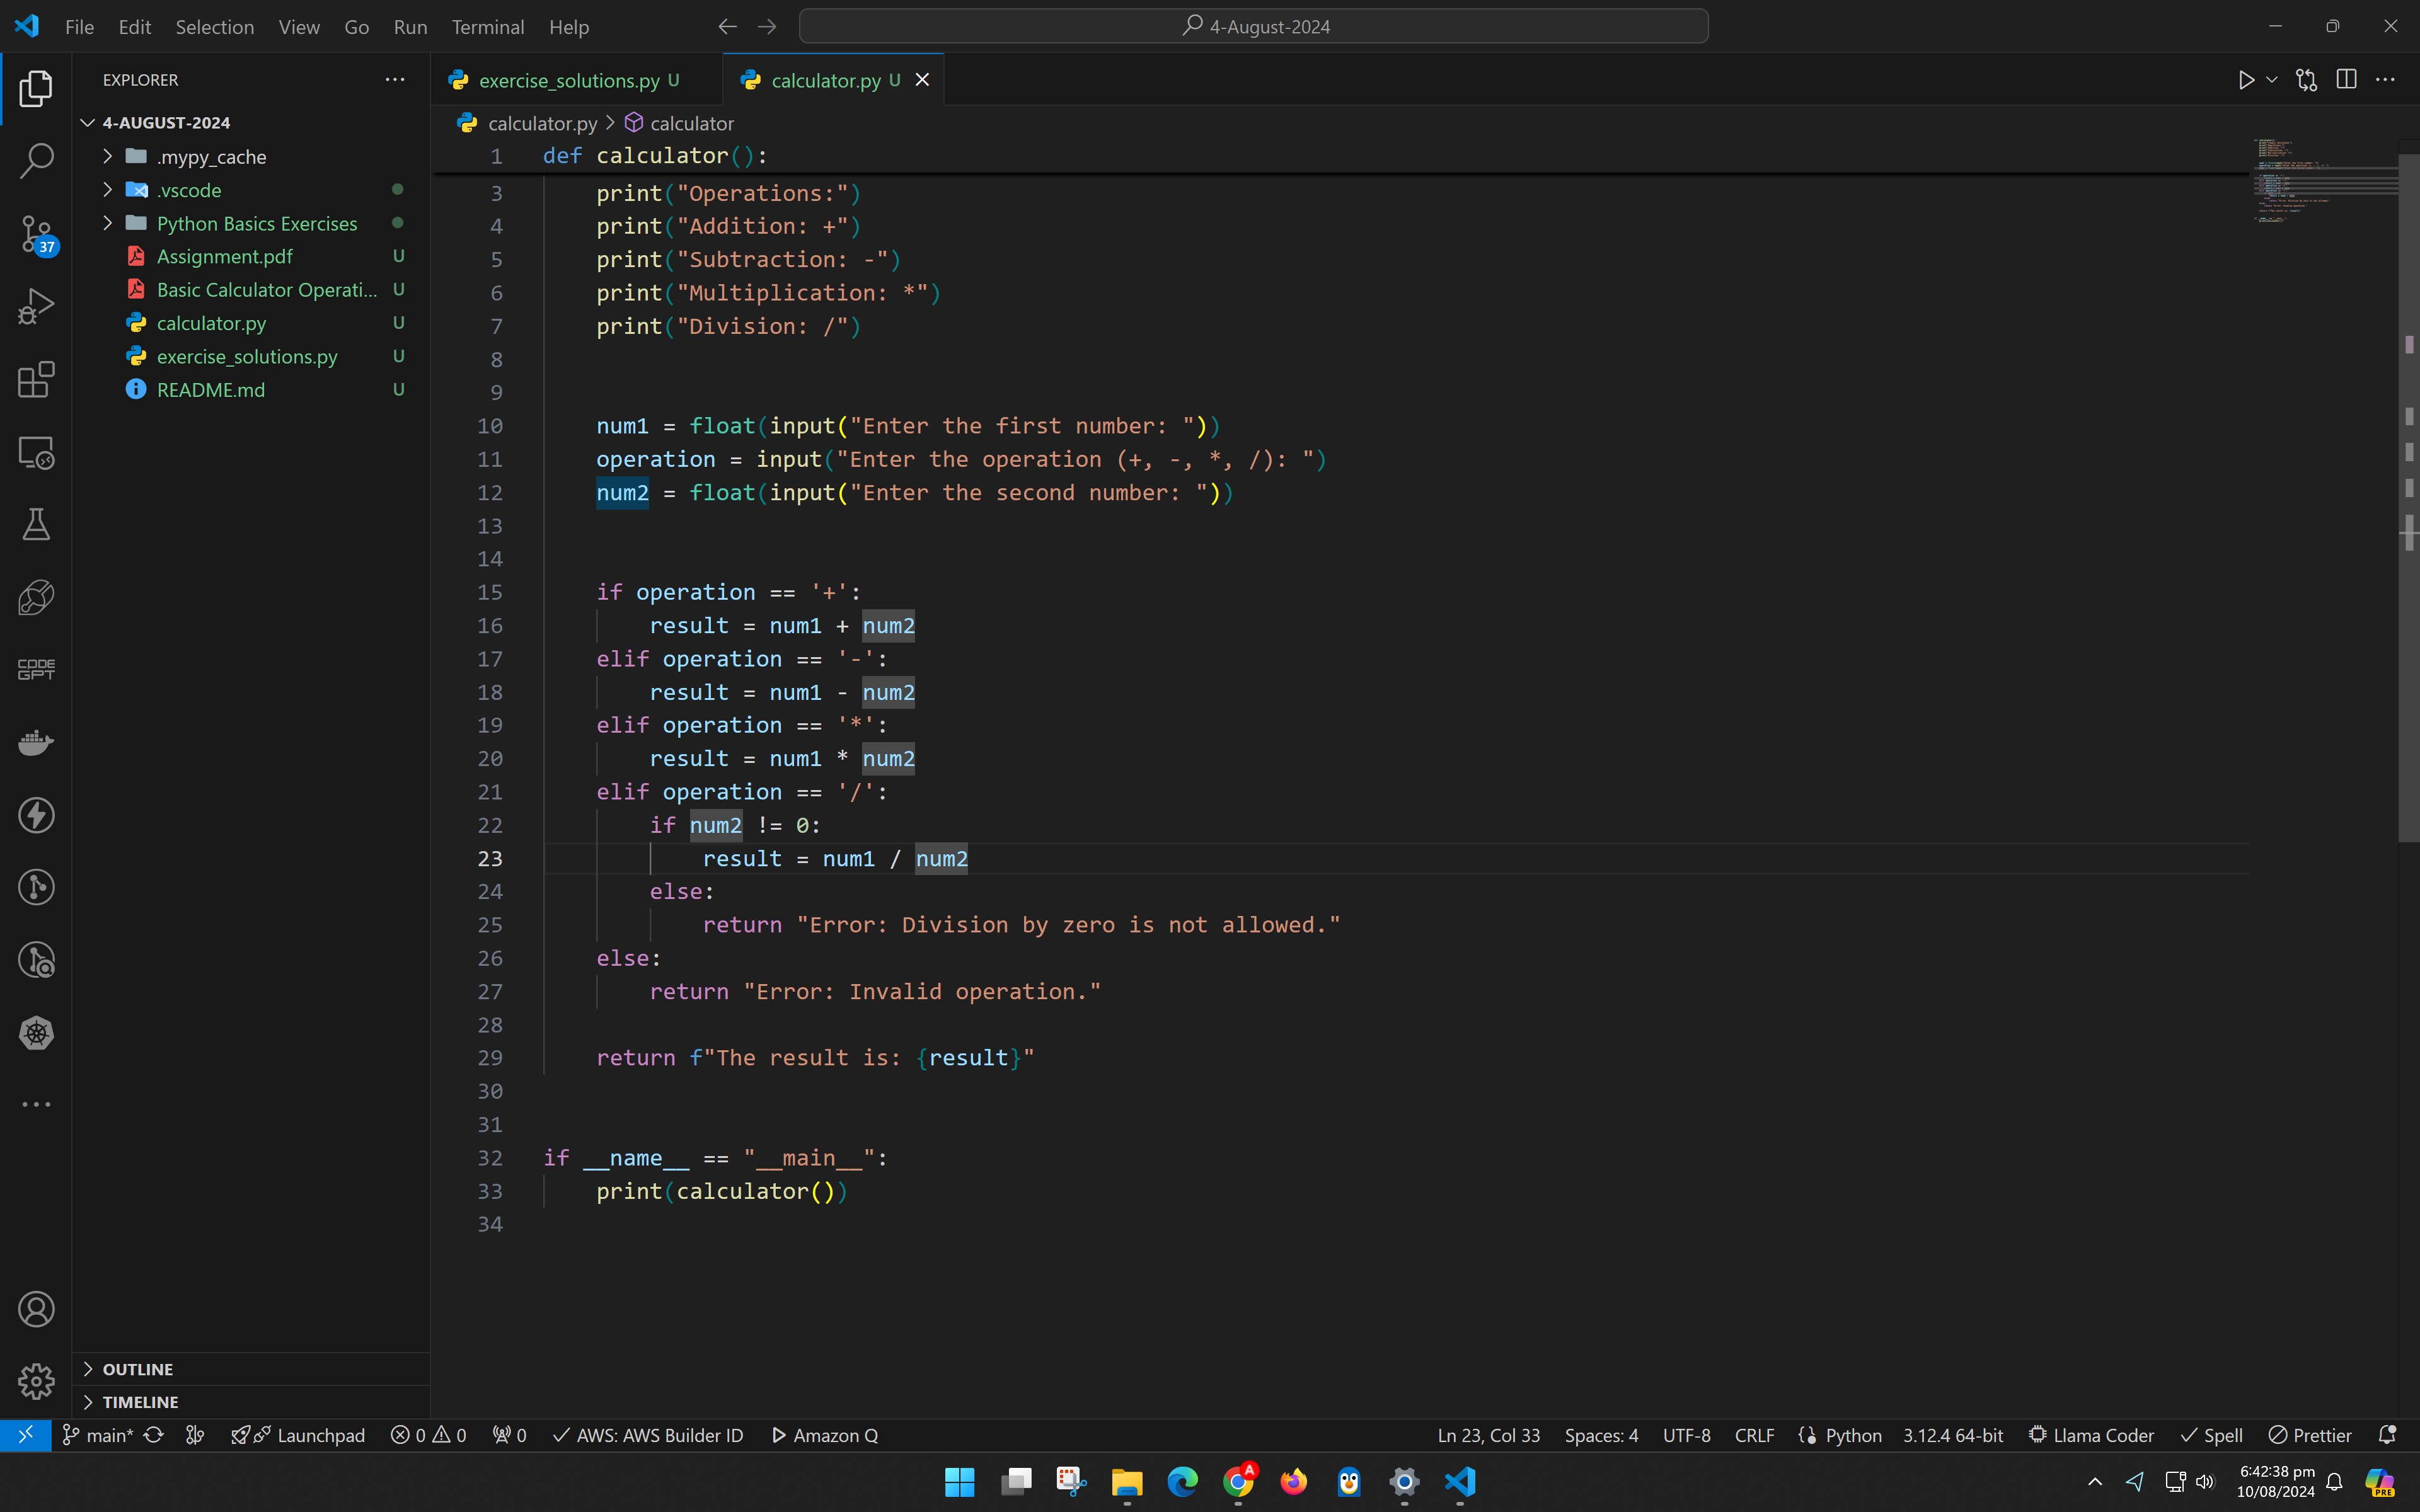 File Edit Selection View Go Run Terminal Help
4-August-2024
EXPLORER
4-AUGUST-2024
.mypy_cache
.vscode
Python Basics Exercises
Assignment.pdf U
Basic Calculator Operati... U
calculator.py U
exercise_solutions.py U
README.md U
OUTLINE
TIMELINE
37
CODE
GPT
exercise_solutions.py U
calculator.py U
calculator.py > calculator
1 def calculator():
3 print("Operations:")
4 print("Addition: +")
5 print("Subtraction: -")
6 print("Multiplication: *")
7 print("Division: /")
8
9
10 num1 = float(input("Enter the first number: "))
11 operation = input("Enter the operation (+, -, *, /): ")
12 num2 = float(input("Enter the second number: "))
13
14
15 if operation == '+':
16 result = num1 + num2
17 elif operation == '-':
18 result = num1 - num2
19 elif operation == '*':
20 result = num1 * num2
21 elif operation == '/':
22 if num2 != 0:
23 result = num1 / num2
24 else:
25 return "Error: Division by zero is not allowed."
26 else:
27 return "Error: Invalid operation."
28
29 return f"The result is: {result}"
30
31
32 if __name__ == "__main__":
33 print(calculator())
34
main* Launchpad 0 0 0 AWS: AWS Builder ID Amazon Q Ln 23, Col 33 Spaces: 4 UTF-8 CRLF Python 3.12.4 64-bit Llama Coder Spell Prettier
A
6:42:38 pm
10/08/2024
PRE